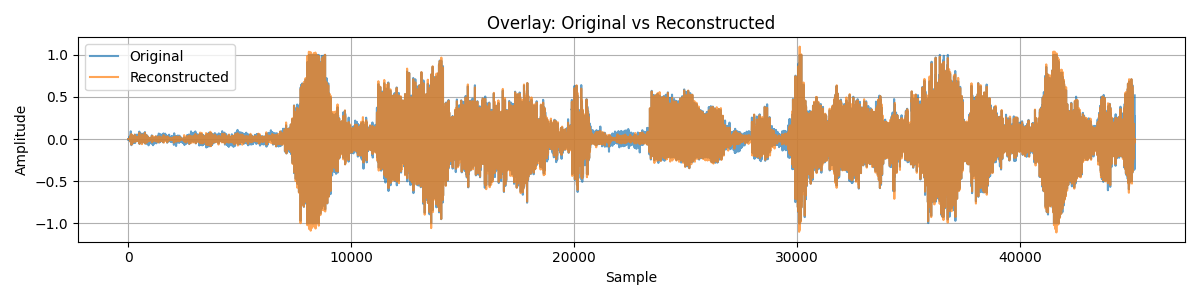 Overlay: Original vs Reconstructed
Original
Reconstructed
Amplitude
1.0
0.5
0.0
−0.5
−1.0
0 10000 20000 30000 40000
Sample